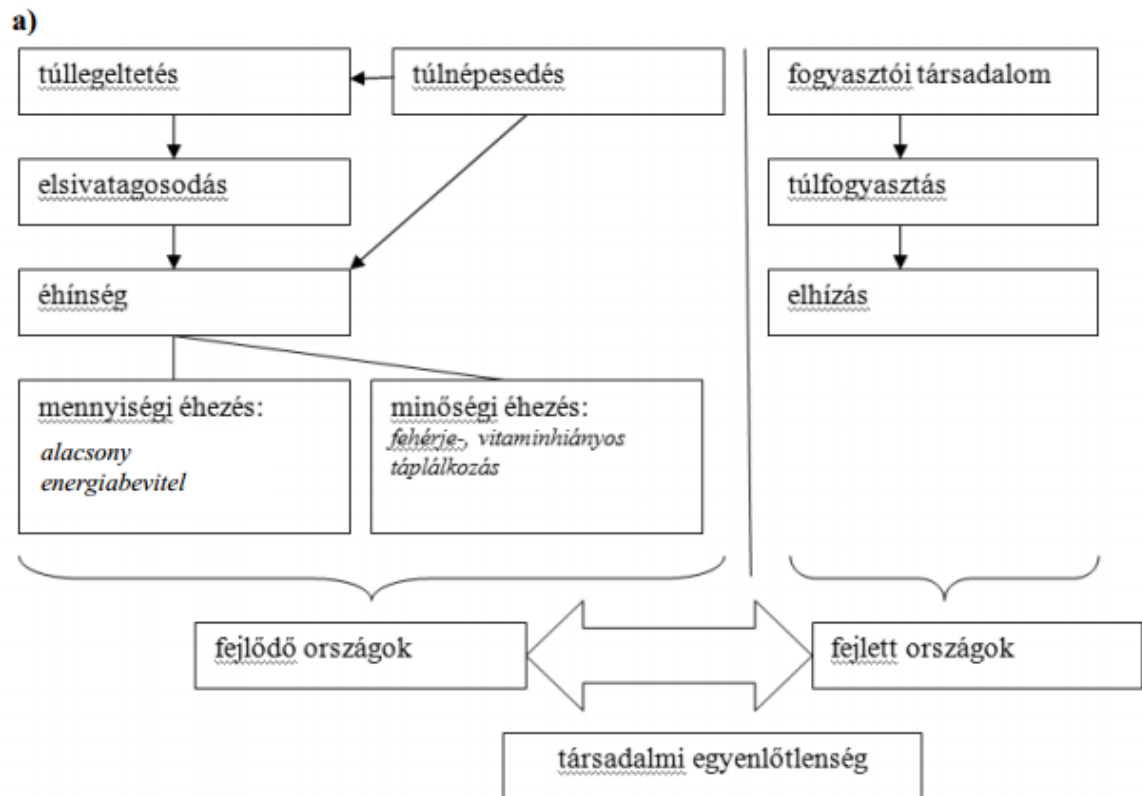 a)
túllegeltetés
túlnépesedés
fogyasztói társadalom
elsivatagosodás
túlfogyasztás
éhínség
elhízás
mennyiségi éhezés:
alacsony
energiabevitel
minőségi éhezés:
fehérje-, vitaminhiányos
táplálkozás
fejlődő országok
fejlett országok
társadalmi egyenlőtlenség